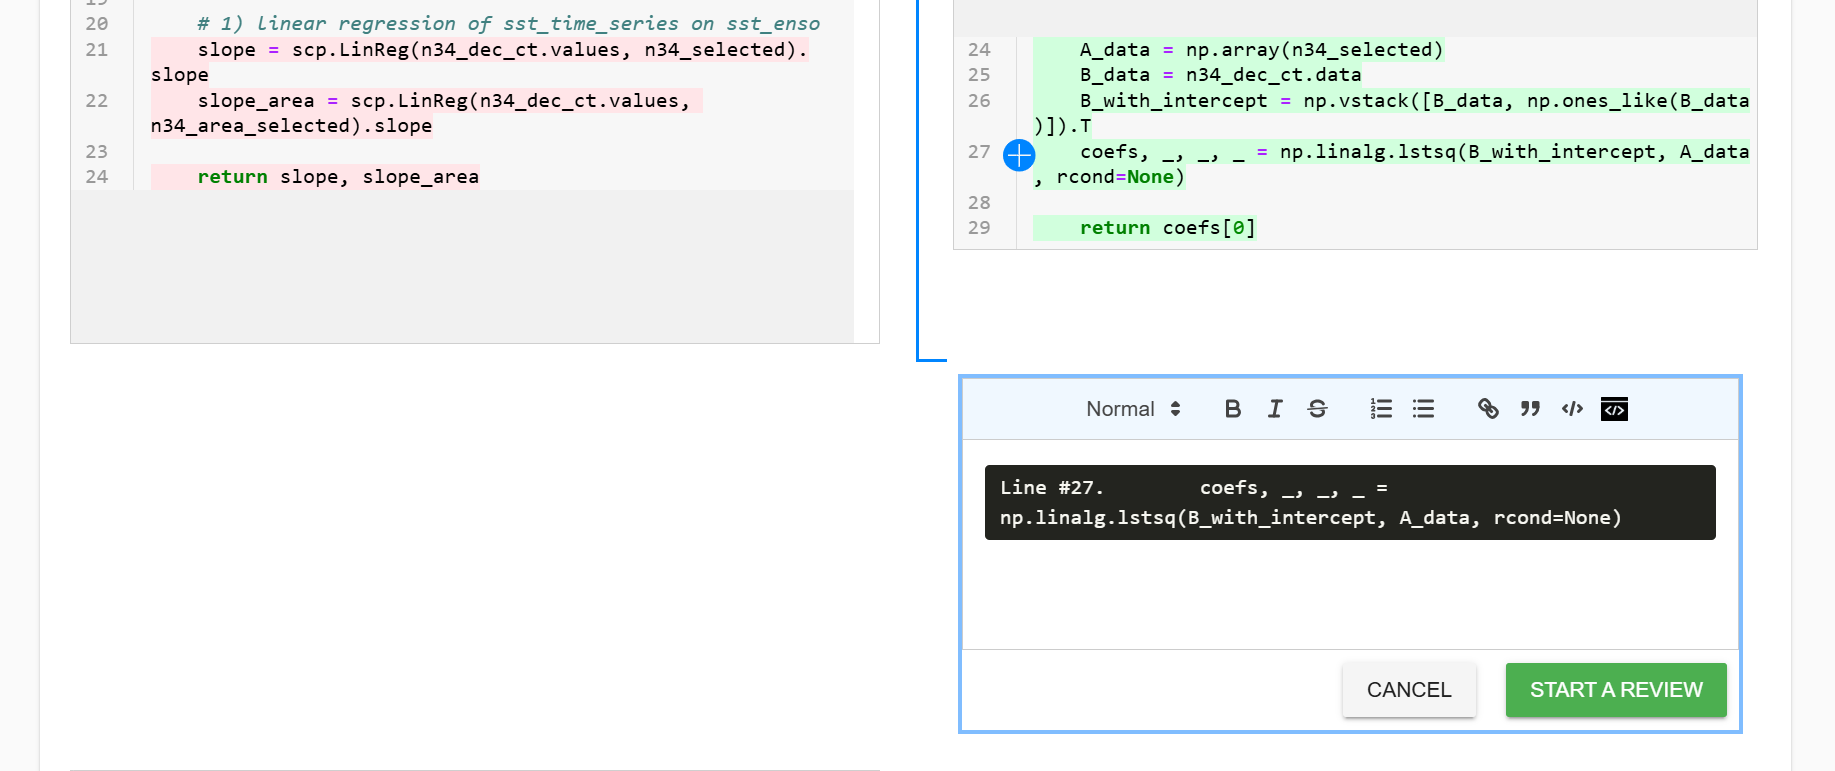 19
20 # 1) linear regression of sst_time_series on sst_enso
21 slope = scp.LinReg(n34_dec_ct.values, n34_selected).
slope
22 slope_area = scp.LinReg(n34_dec_ct.values,
n34_area_selected).slope
23
24 return slope, slope_area
24 A_data = np.array(n34_selected)
25 B_data = n34_dec_ct.data
26 B_with_intercept = np.vstack([B_data, np.ones_like(B_data
)]).T
27 coefs, _, _, _ = np.linalg.lstsq(B_with_intercept, A_data
, rcond=None)
28
29 return coefs[0]
Normal
Line #27. coefs, _, _, _ =
np.linalg.lstsq(B_with_intercept, A_data, rcond=None)
CANCEL START A REVIEW